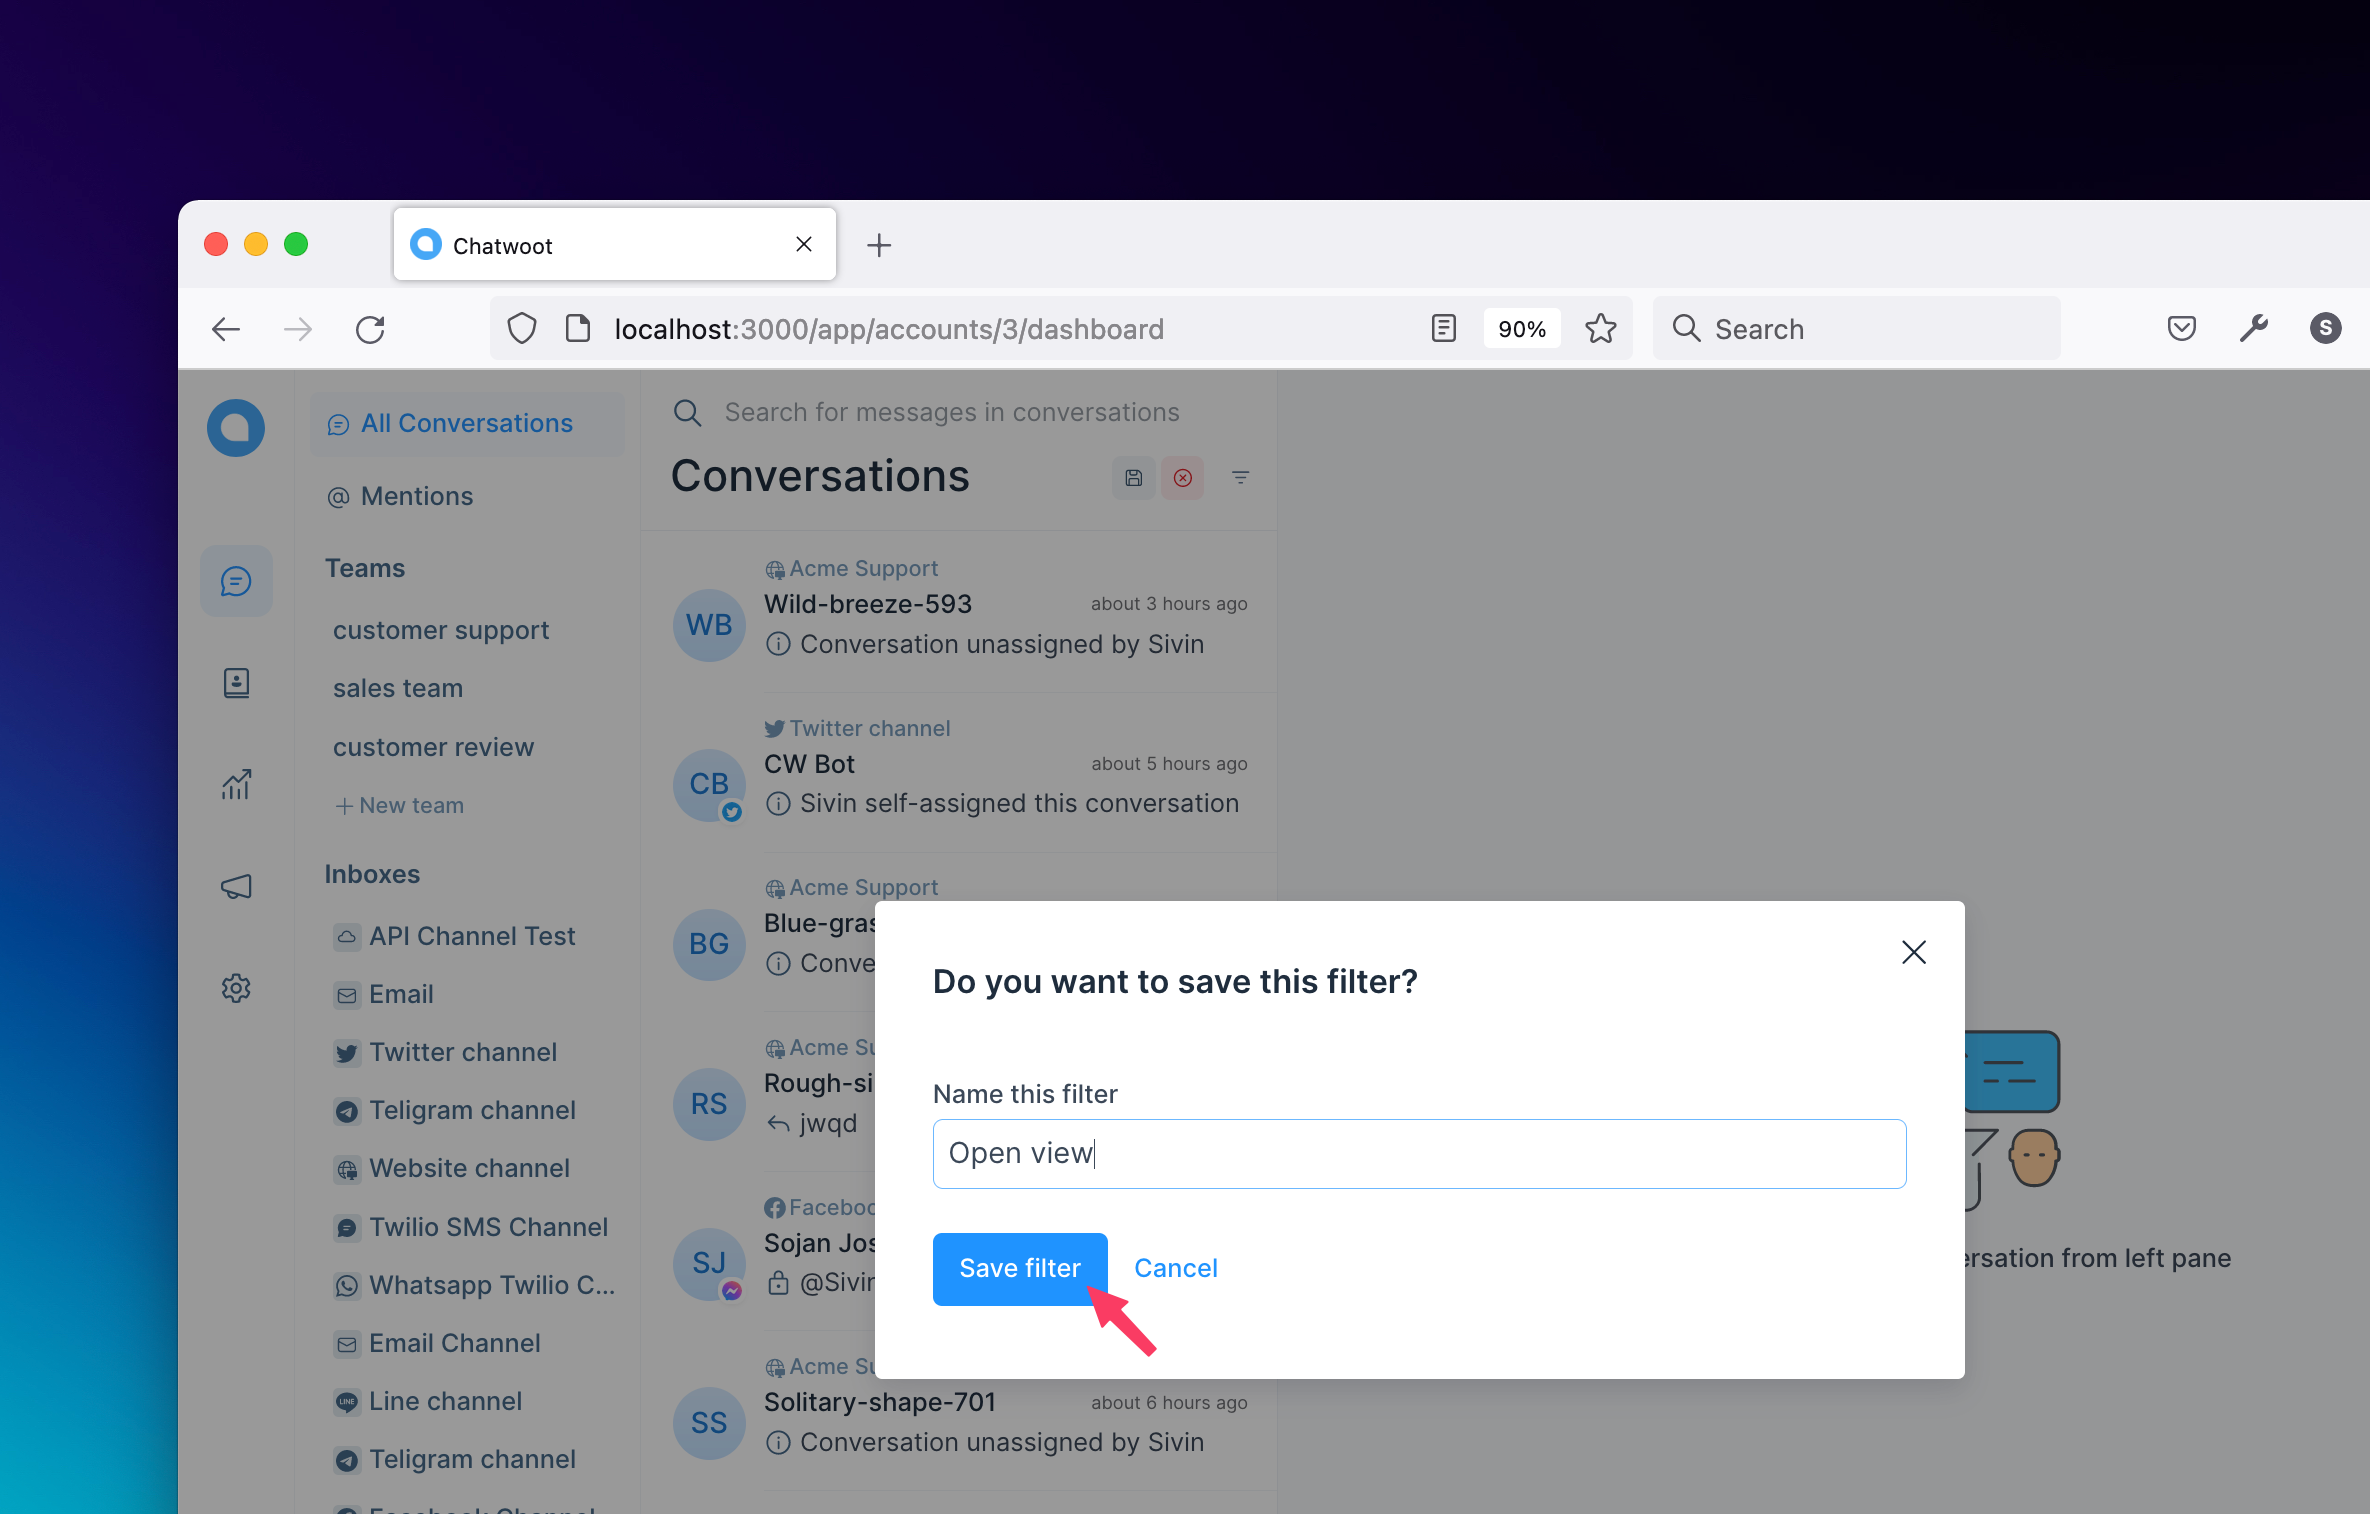 Chatwoot
localhost:3000/app/accounts/3/dashboard
90%
Search
S
All Conversations
Mentions
Teams
customer support
sales team
customer review
New team
Inboxes
API Channel Test
Email
Twitter channel
Teligram channel
Website channel
Twilio SMS Channel
Whatsapp Twilio C...
Email Channel
Line channel
Teligram channel
Facebook Channel
Search for messages in conversations
Conversations
Acme Support
WB
Wild-breeze-593
about 3 hours ago
Conversation unassigned by Sivin
Twitter channel
CB
CW Bot
about 5 hours ago
Sivin self-assigned this conversation
Acme Support
BG
Blue-gras
Conve
Acme Su
RS
Rough-si
jwqd
Faceboo
SJ
Sojan Jos
@Sivin
Acme Su
SS
Solitary-shape-701
about 6 hours ago
Conversation unassigned by Sivin
Do you want to save this filter?
Name this filter
Open view
Save filter
Cancel
ersation from left pane